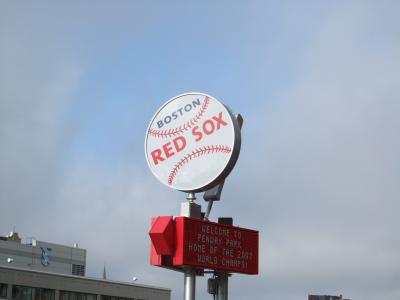 BOSTON
RED SOX
WELCOME TO
FENWAY PARK
HOME OF THE 2007
WORLD CHAMPS!